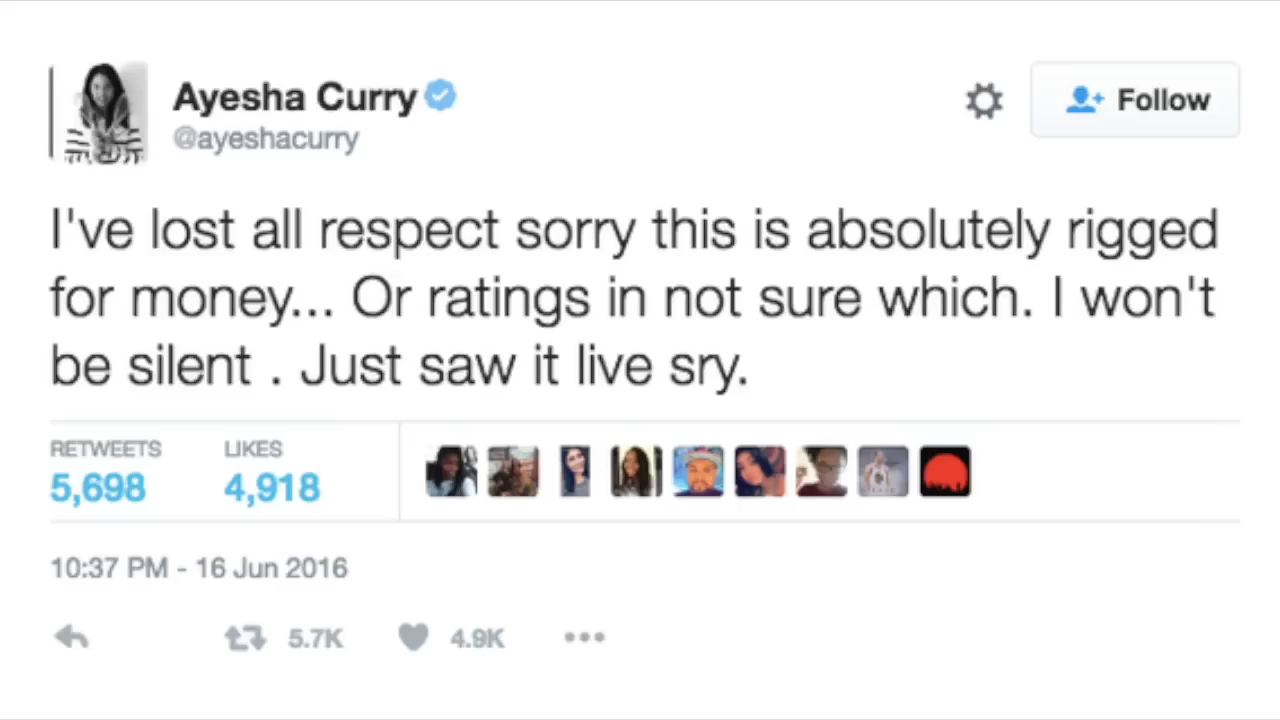 Ayesha Curry
@ayeshacurry
Follow
I've lost all respect sorry this is absolutely rigged
for money... Or ratings in not sure which. I won't
be silent . Just saw it live sry.
RETWEETS LIKES
5,698 4,918
10:37 PM - 16 Jun 2016
5.7K 4.9K